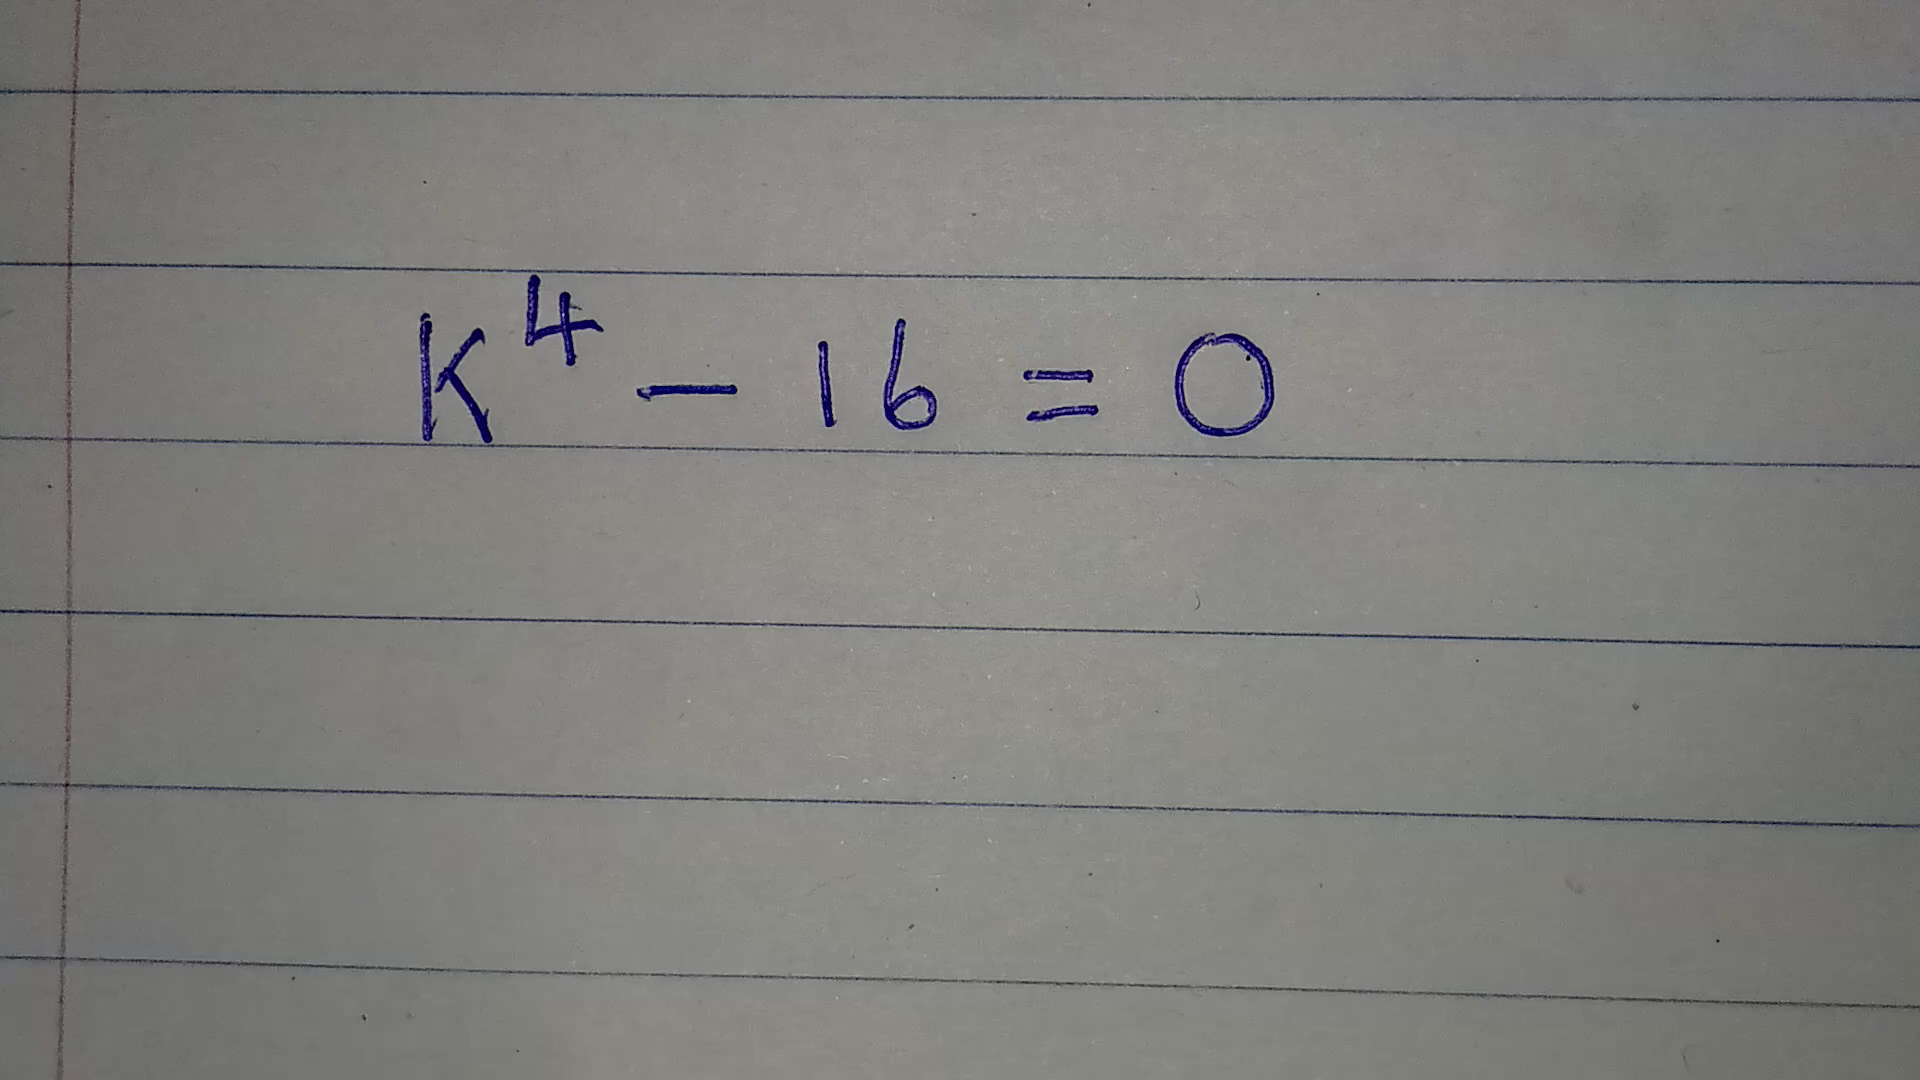 K⁴ - 16 = 0